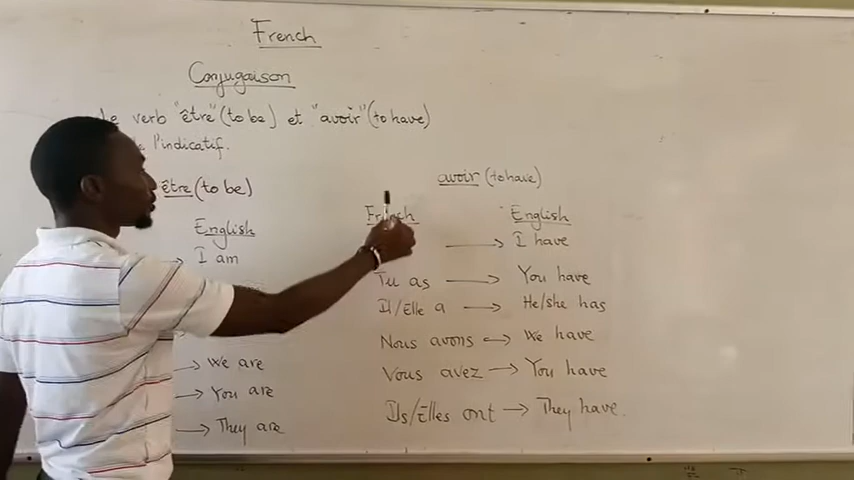 French
Conjugaison
verb "être" (to be) et "avoir" (to have)
l'indicatif.
être (to be)
avoir (to have)
English
I am
We are
You are
They are
French English
I have
Tu as → You have
Il/Elle a → He/She has
Nous avons → We have
Vous avez → You have
Ils/Elles ont → They have